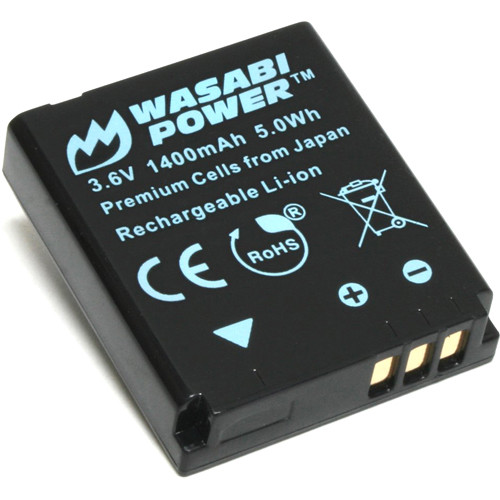 WASABI
POWER™
3.6V 1400mAh 5.0Wh
Premium Cells from Japan
Rechargeable Li-ion
CE
RoHS
®
+
-